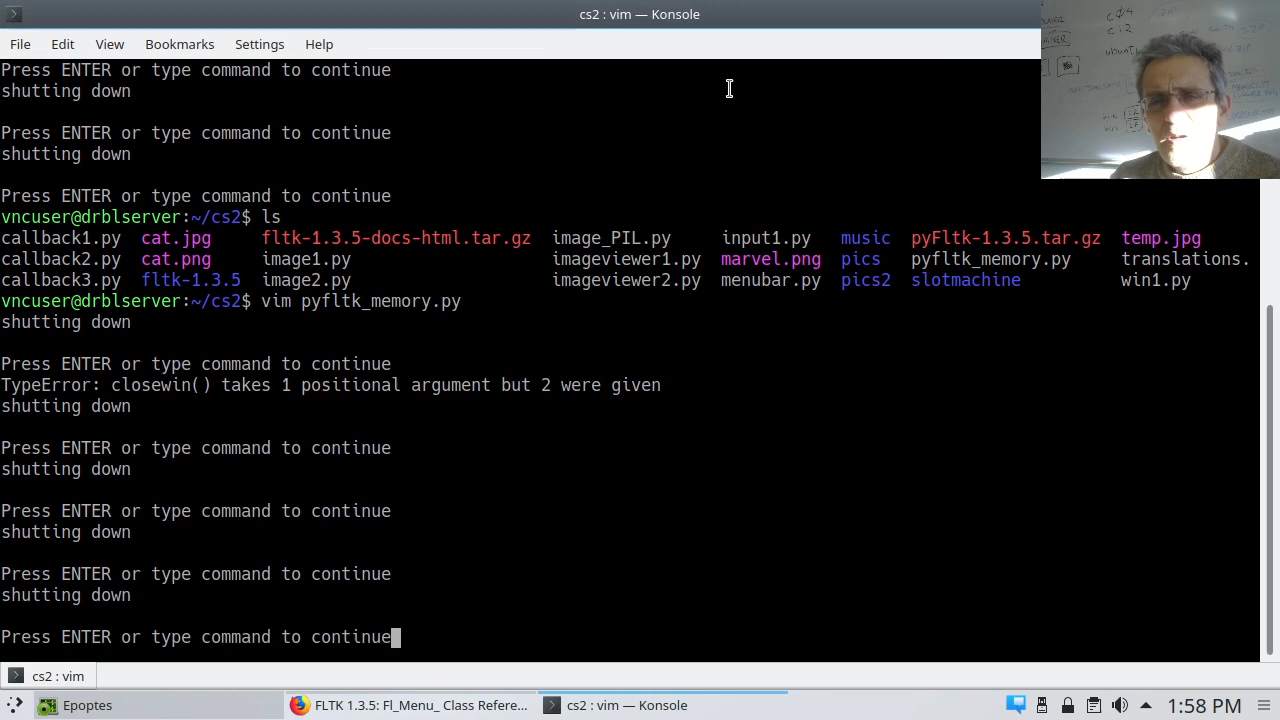 cs2 : vim — Konsole
File Edit View Bookmarks Settings Help
Press ENTER or type command to continue
shutting down
Press ENTER or type command to continue
shutting down
Press ENTER or type command to continue
vncuser@drblserver:~/cs2$ ls
callback1.py cat.jpg fltk-1.3.5-docs-html.tar.gz image_PIL.py input1.py music pyFltk-1.3.5.tar.gz temp.jpg
callback2.py cat.png image1.py imageviewer1.py marvel.png pics pyfltk_memory.py translations.
callback3.py fltk-1.3.5 image2.py imageviewer2.py menubar.py pics2 slotmachine win1.py
vncuser@drblserver:~/cs2$ vim pyfltk_memory.py
shutting down
Press ENTER or type command to continue
TypeError: closewin() takes 1 positional argument but 2 were given
shutting down
Press ENTER or type command to continue
shutting down
Press ENTER or type command to continue
shutting down
Press ENTER or type command to continue
shutting down
Press ENTER or type command to continue
cs2 : vim
Epoptes
FLTK 1.3.5: Fl_Menu_ Class Refere...
cs2 : vim — Konsole
1:58 PM
ubuntu